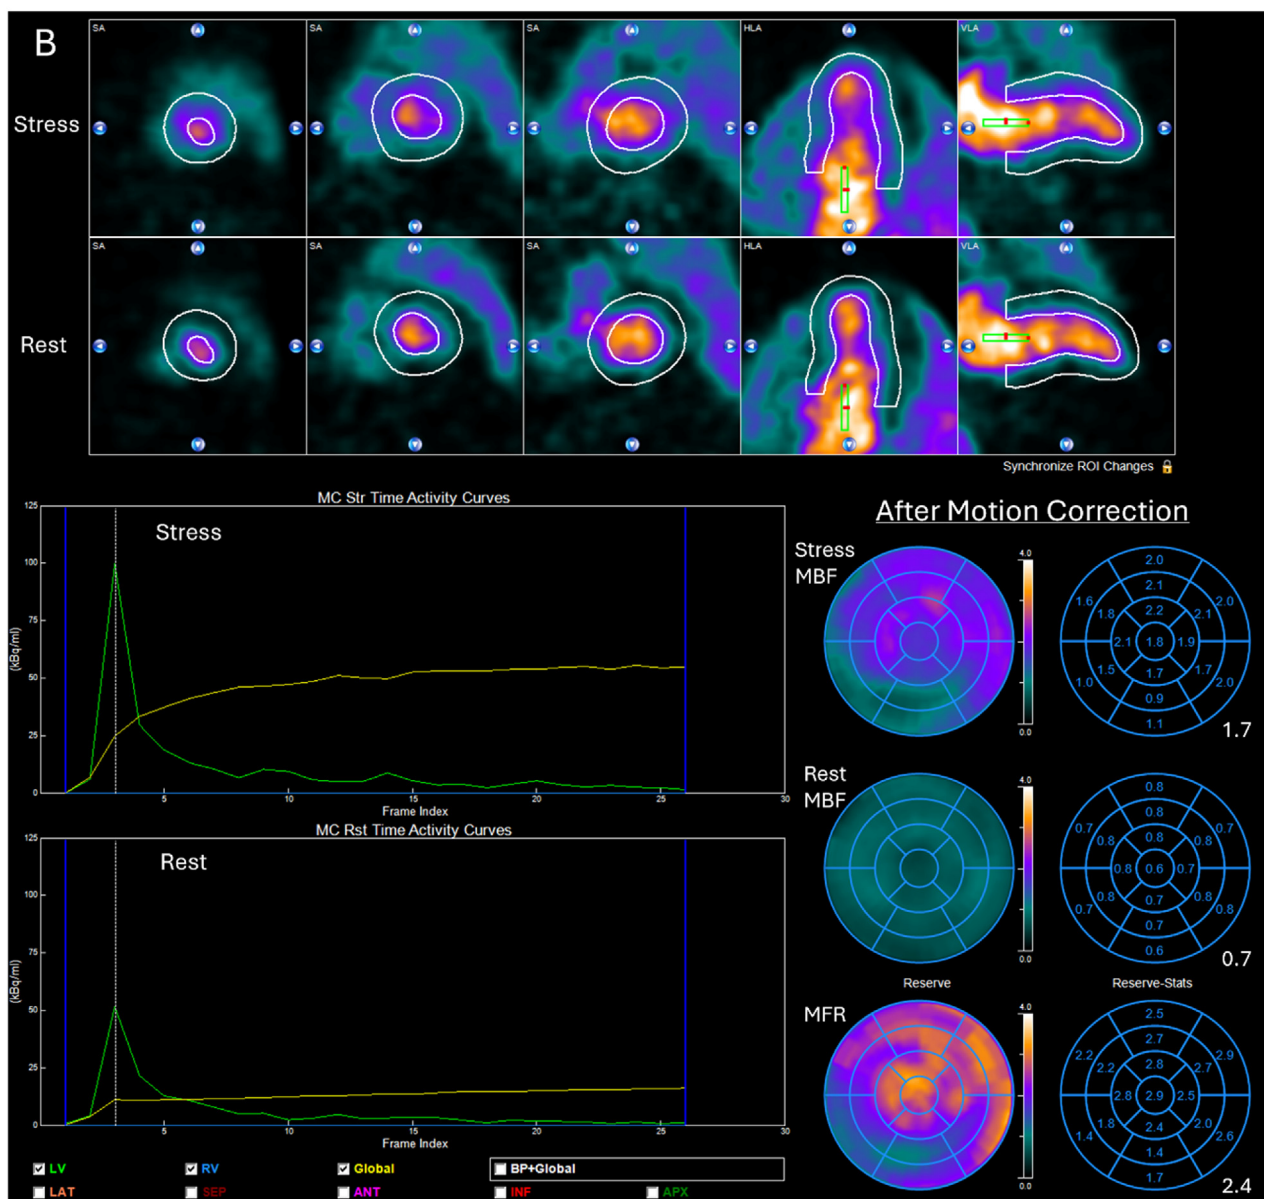 B
SA SA SA HLA VLA
Stress
SA SA SA HLA VLA
Rest
Synchronize ROI Changes
MC Str Time Activity Curves
Stress
125
100
75
50
25
0
(kBq/ml)
5 10 15 20 25 30
Frame Index
MC Rst Time Activity Curves
Rest
125
100
75
50
25
0
(kBq/ml)
5 10 15 20 25 30
Frame Index
LV RV Global BP+Global
LAT SEP ANT INF APX
After Motion Correction
Stress
MBF
4.0
0.0
2.0
2.1
1.6 1.8 2.2 2.1 2.0
2.1 1.8 1.9
1.0 1.5 1.7 1.7 2.0
0.9
1.1
1.7
Rest
MBF
4.0
0.0
0.8
0.8
0.7 0.8 0.8 0.8 0.7
0.8 0.6 0.7
0.7 0.8 0.7 0.8 0.8
0.7
0.6
0.7
Reserve Reserve-Stats
MFR
4.0
0.0
2.5
2.7
2.2 2.2 2.8 2.7 2.9
2.8 2.9 2.5
1.4 1.8 2.4 2.0 2.6
1.4
1.7
2.4